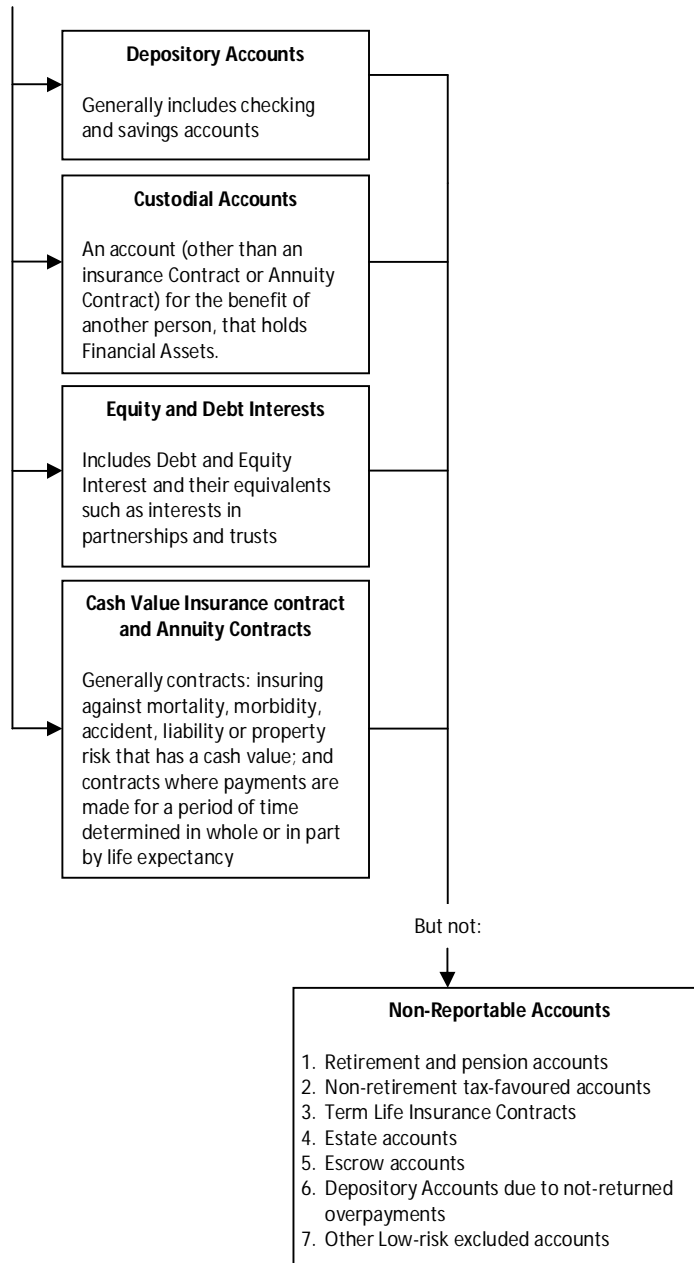 Depository Accounts
Generally includes checking
and savings accounts
Custodial Accounts
An account (other than an
insurance Contract or Annuity
Contract) for the benefit of
another person, that holds
Financial Assets.
Equity and Debt Interests
Includes Debt and Equity
Interest and their equivalents
such as interests in
partnerships and trusts
Cash Value Insurance contract
and Annuity Contracts
Generally contracts: insuring
against mortality, morbidity,
accident, liability or property
risk that has a cash value; and
contracts where payments are
made for a period of time
determined in whole or in part
by life expectancy
But not:
Non-Reportable Accounts
1. Retirement and pension accounts
2. Non-retirement tax-favoured accounts
3. Term Life Insurance Contracts
4. Estate accounts
5. Escrow accounts
6. Depository Accounts due to not-returned
overpayments
7. Other Low-risk excluded accounts